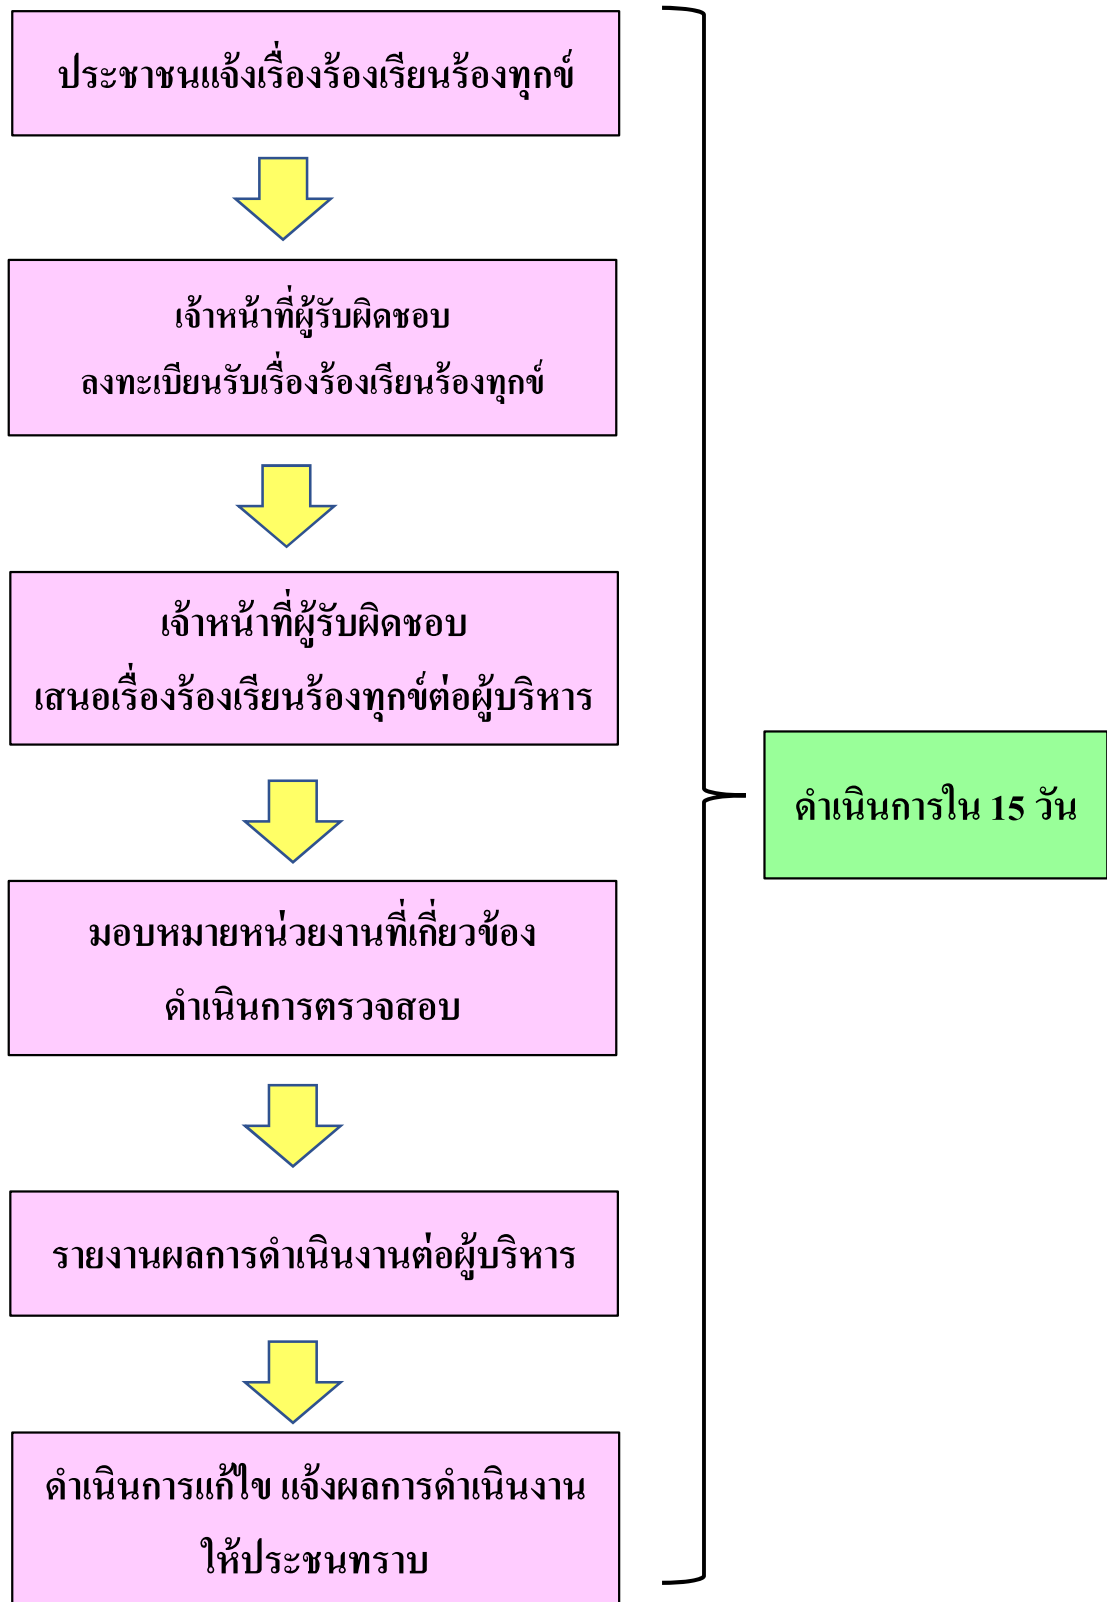 ประชาชนแจ้งเรื่องร้องเรียนร้องทุกข์
เจ้าหน้าที่ผู้รับผิดชอบ
ลงทะเบียนรับเรื่องร้องเรียนร้องทุกข์
เจ้าหน้าที่ผู้รับผิดชอบ
เสนอเรื่องร้องเรียนร้องทุกข์ต่อผู้บริหาร
มอบหมายหน่วยงานที่เกี่ยวข้อง
ดำเนินการตรวจสอบ
รายงานผลการดำเนินงานต่อผู้บริหาร
ดำเนินการแก้ไข แจ้งผลการดำเนินงาน
ให้ประชนทราบ
ดำเนินการใน 15 วัน